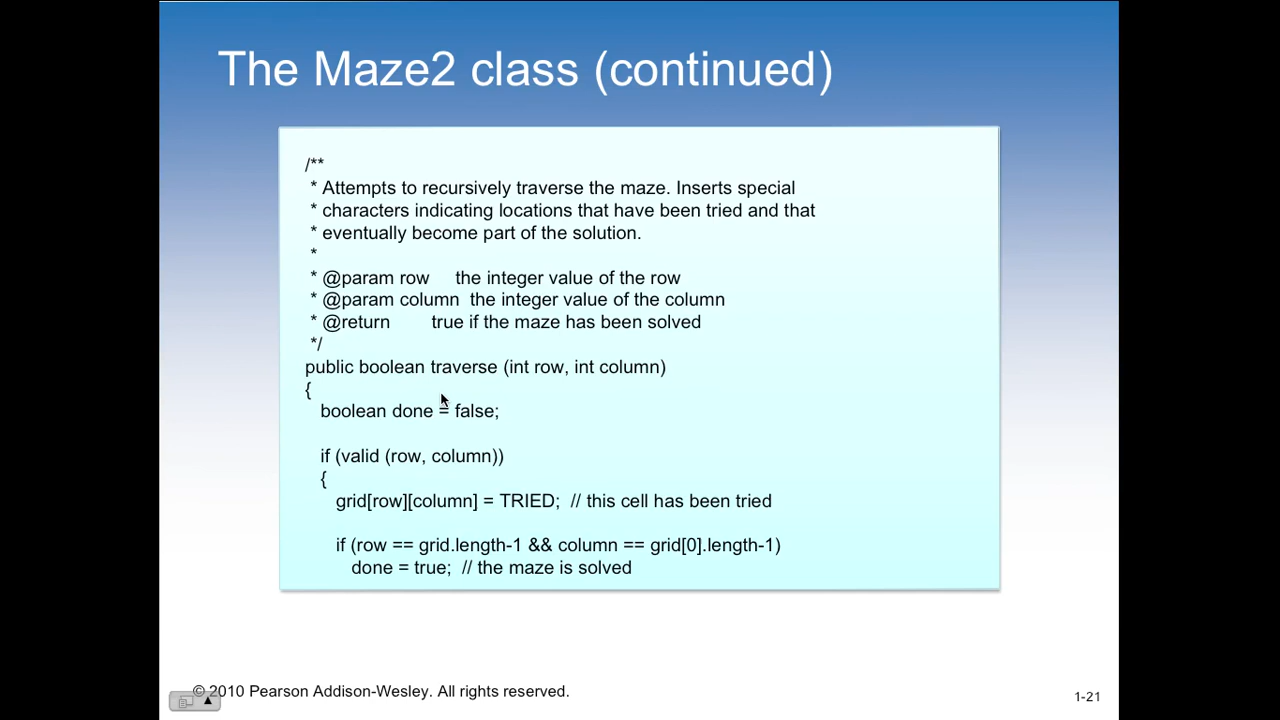 The Maze2 class (continued)
/**
* Attempts to recursively traverse the maze. Inserts special
* characters indicating locations that have been tried and that
* eventually become part of the solution.
*
* @param row the integer value of the row
* @param column the integer value of the column
* @return true if the maze has been solved
*/
public boolean traverse (int row, int column)
{
boolean done = false;
if (valid (row, column))
{
grid[row][column] = TRIED; // this cell has been tried
if (row == grid.length-1 && column == grid[0].length-1)
done = true; // the maze is solved
© 2010 Pearson Addison-Wesley. All rights reserved.
1-21